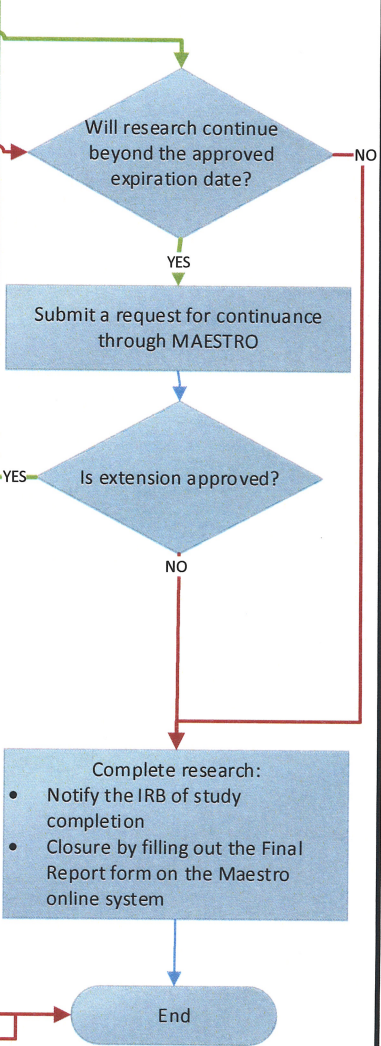 Will research continue
beyond the approved
expiration date?
NO
YES
Submit a request for continuance
through MAESTRO
YES
Is extension approved?
NO
Complete research:
• Notify the IRB of study
completion
• Closure by filling out the Final
Report form on the Maestro
online system
End